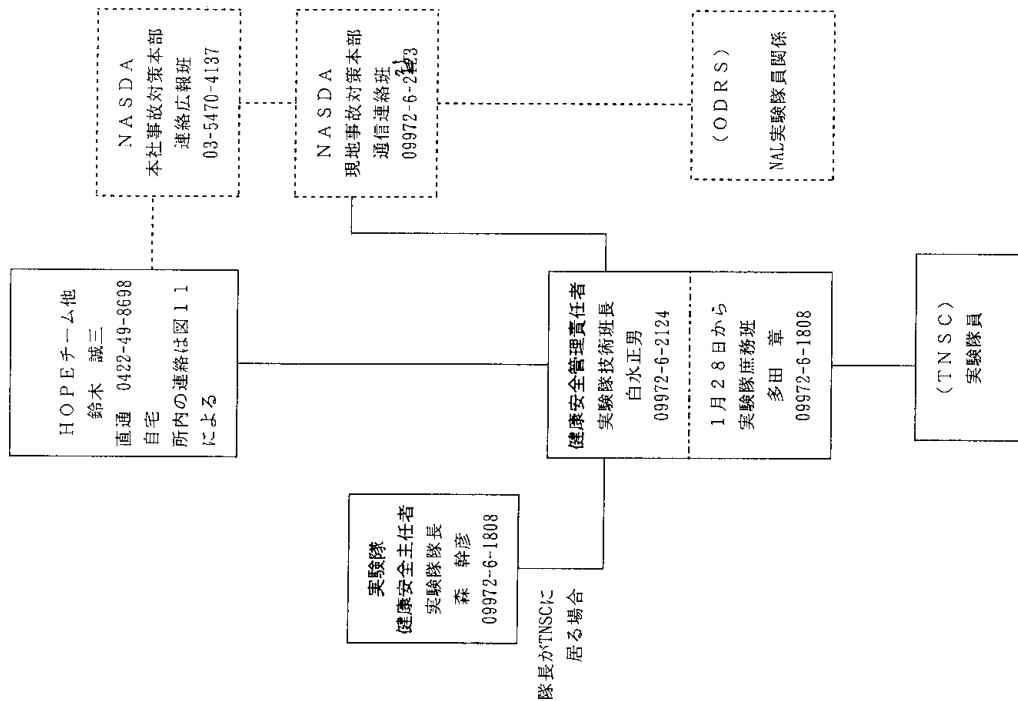 HOPEチーム他
鈴木 誠三
直通 0422-49-8698
自宅
所内の連絡は図11
による
NASDA
本社事故対策本部
連絡広報班
03-5470-4137
NASDA
現地事故対策本部
通信連絡班
09972-6-
実験隊
健康安全主任者
実験隊隊長
森 幹彦
09972-6-1808
隊長がTNSCに
居る場合
健康安全管理責任者
実験隊技術班長
白水正男
09972-6-2124
1月28日から
実験隊庶務班
多田 章
09972-6-1808
(ODRS)
NAL実験隊員関係
(TNSC)
実験隊員